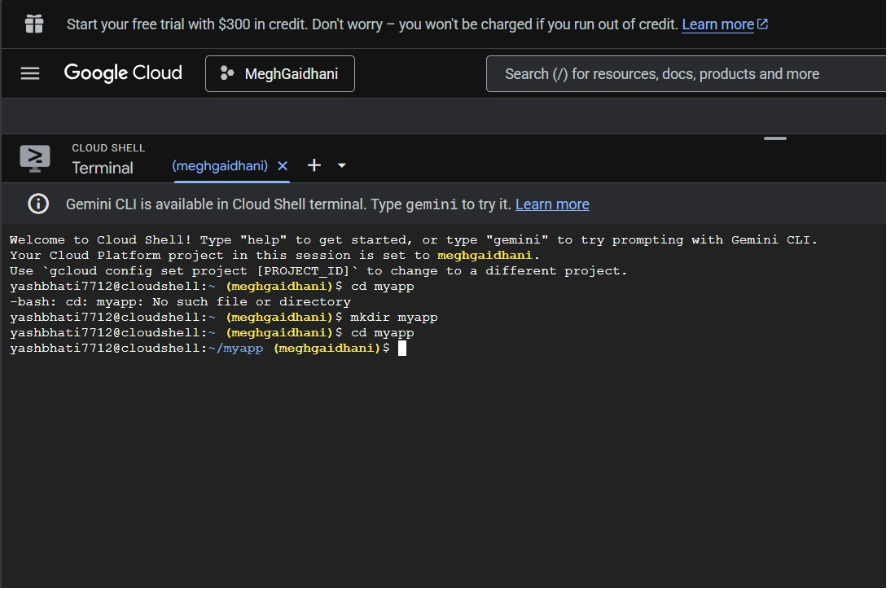 Start your free trial with $300 in credit. Don't worry – you won't be charged if you run out of credit. Learn more
Google Cloud
MeghGaidhani
Search (/) for resources, docs, products and more
CLOUD SHELL
Terminal
(meghgaidhani)
Gemini CLI is available in Cloud Shell terminal. Type gemini to try it. Learn more
Welcome to Cloud Shell! Type "help" to get started, or type "gemini" to try prompting with Gemini CLI.
Your Cloud Platform project in this session is set to meghgaidhani.
Use `gcloud config set project [PROJECT_ID]` to change to a different project.
yashbhati7712@cloudshell:~ (meghgaidhani)$ cd myapp
-bash: cd: myapp: No such file or directory
yashbhati7712@cloudshell:~ (meghgaidhani)$ mkdir myapp
yashbhati7712@cloudshell:~ (meghgaidhani)$ cd myapp
yashbhati7712@cloudshell:~/myapp (meghgaidhani)$